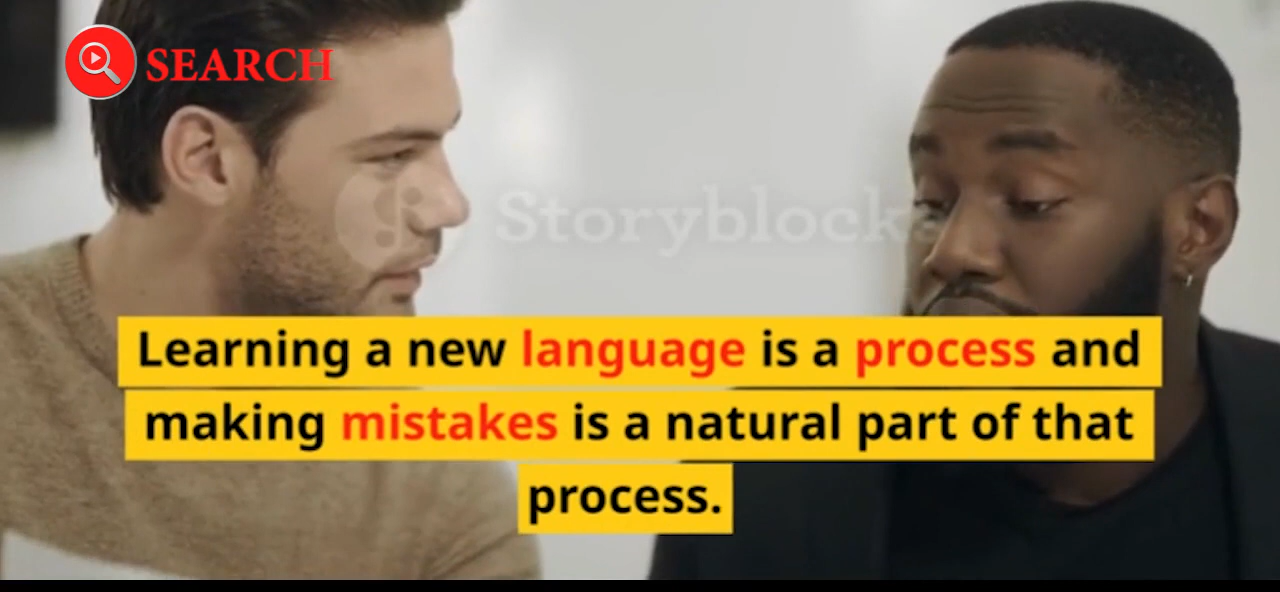 SEARCH
Storyblocks
Learning a new language is a process and
making mistakes is a natural part of that
process.